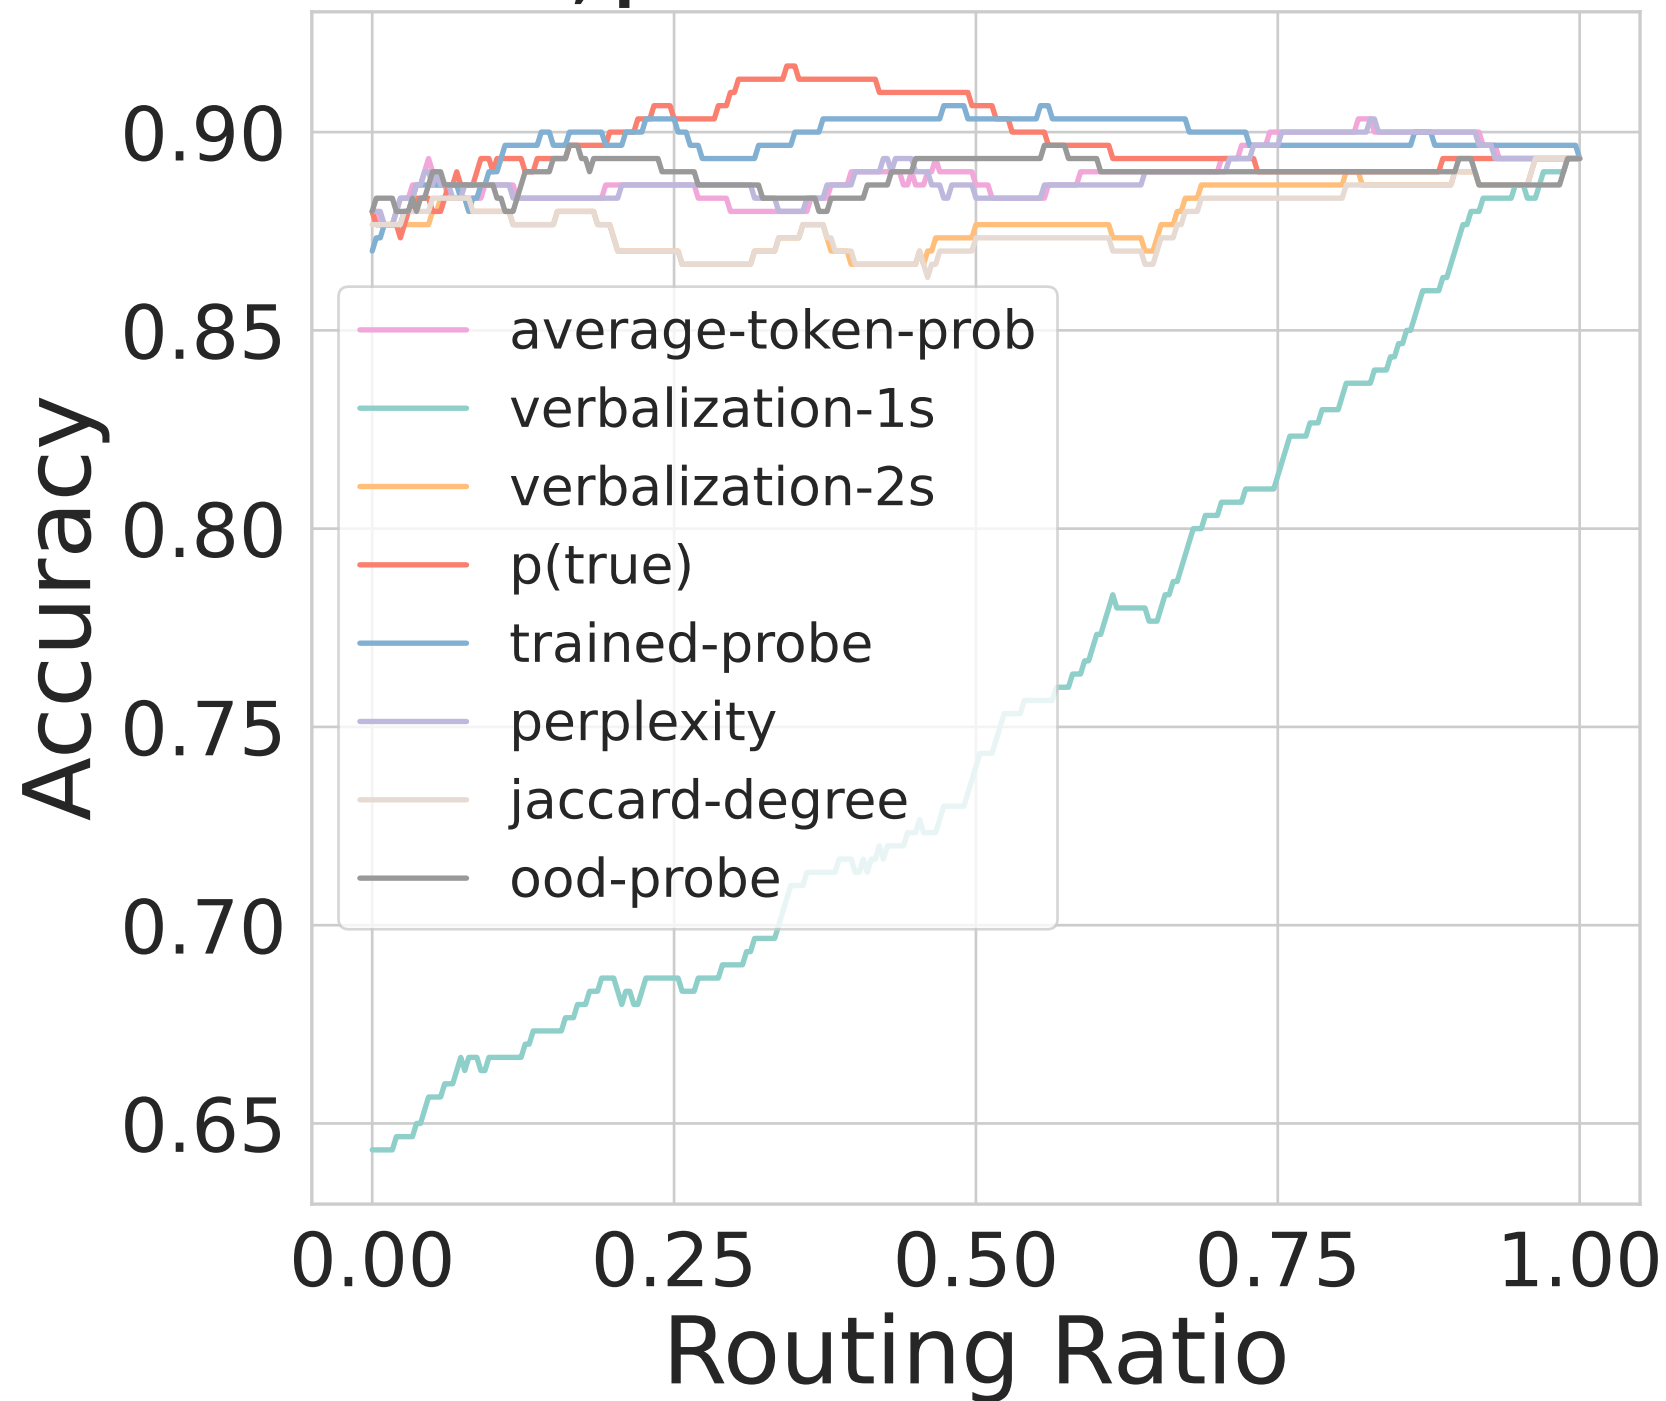 0.90
0.85
0.80
0.75
0.70
0.65
Accuracy
average-token-prob
verbalization-1s
verbalization-2s
p(true)
trained-probe
perplexity
jaccard-degree
ood-probe
0.00 0.25 0.50 0.75 1.00
Routing Ratio